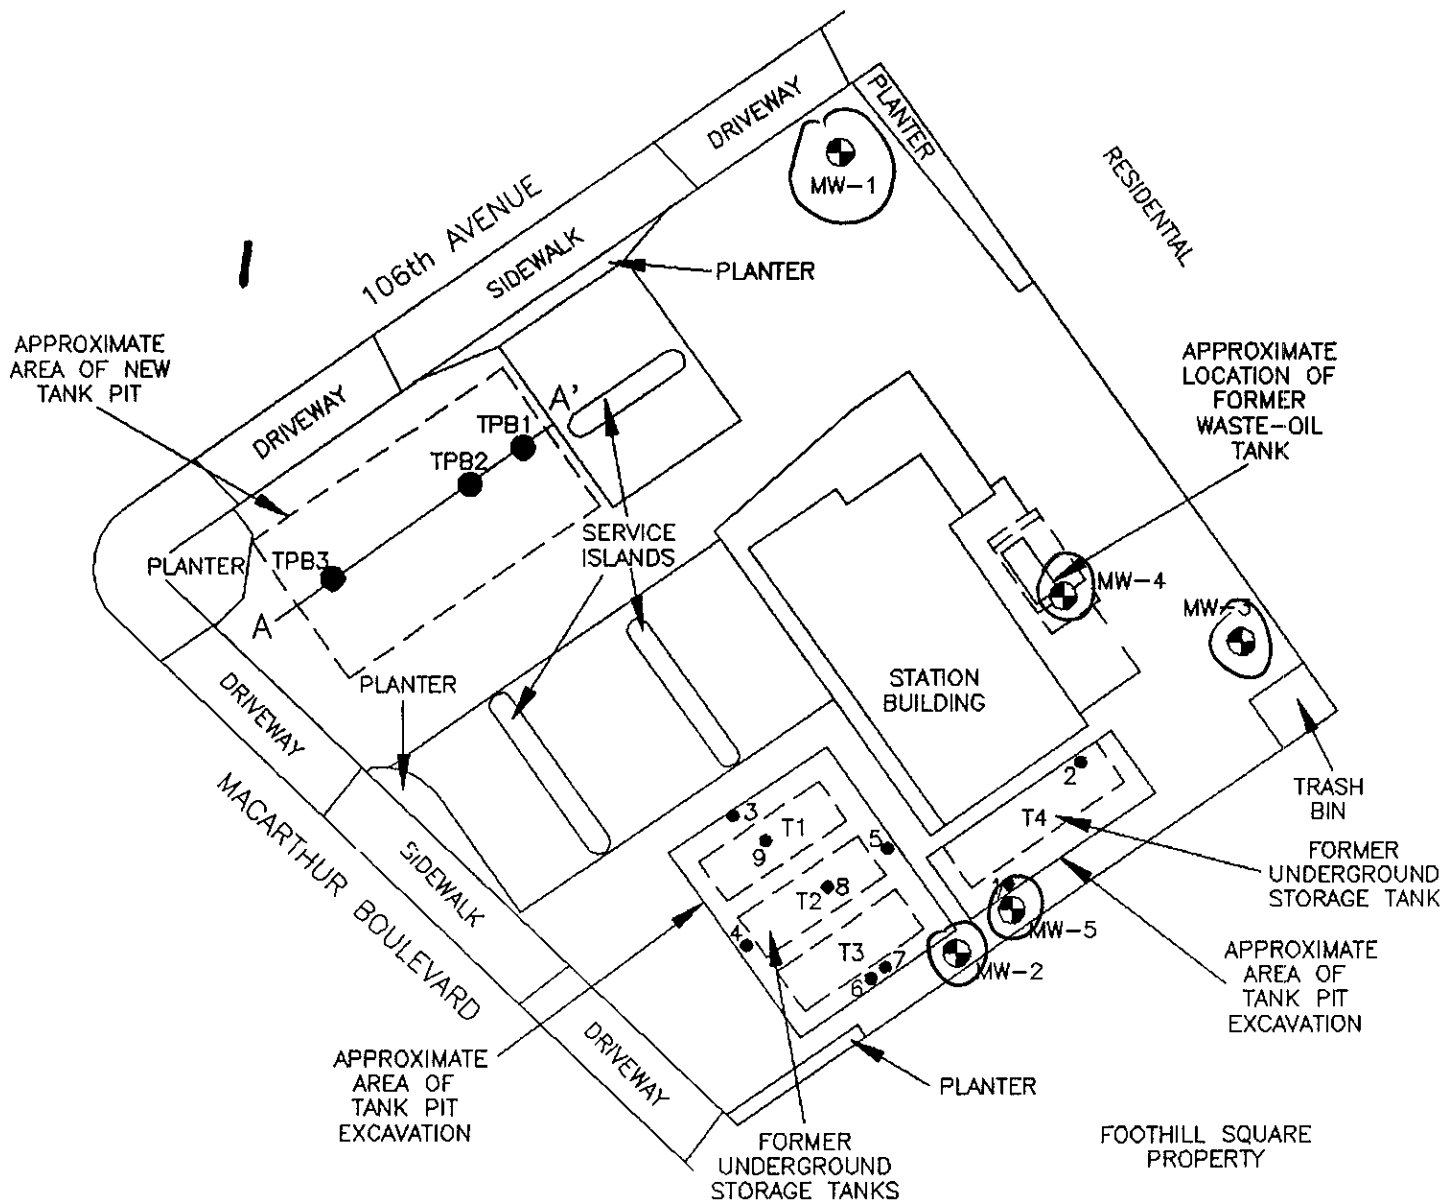 DRIVEWAY
PLANTER
MW-1
RESIDENTIAL
106th AVENUE
SIDEWALK
PLANTER
APPROXIMATE
AREA OF NEW
TANK PIT
APPROXIMATE
LOCATION OF
FORMER
WASTE-OIL
TANK
DRIVEWAY
A'
TPB1
TPB2
TPB3
PLANTER
A
SERVICE
ISLANDS
MW-4
MW-3
STATION
BUILDING
PLANTER
DRIVEWAY
MACARTHUR BOULEVARD
SIDEWALK
DRIVEWAY
TRASH
BIN
2
T4
1
3
T1
9
5
T2
8
4
T3
7
6
MW-5
MW-2
FORMER
UNDERGROUND
STORAGE TANK
APPROXIMATE
AREA OF
TANK PIT
EXCAVATION
APPROXIMATE
AREA OF
TANK PIT
EXCAVATION
PLANTER
FORMER
UNDERGROUND
STORAGE TANKS
FOOTHILL SQUARE
PROPERTY